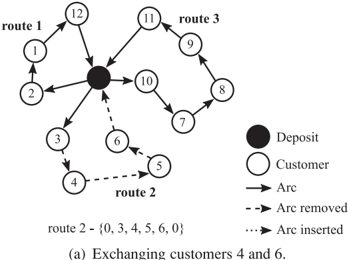 12
11
route 1
route 3
1
9
2
10
8
7
3
6
5
4
route 2
Deposit
Customer
Arc
Arc removed
Arc inserted
route 2 - {0, 3, 4, 5, 6, 0}
(a) Exchanging customers 4 and 6.